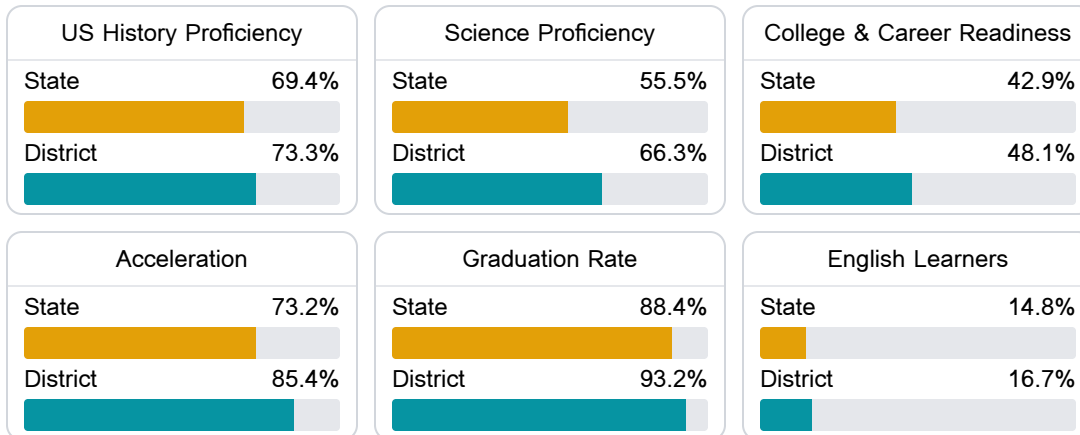 US History Proficiency
State 69.4%
District 73.3%
Science Proficiency
State 55.5%
District 66.3%
College & Career Readiness
State 42.9%
District 48.1%
Acceleration
State 73.2%
District 85.4%
Graduation Rate
State 88.4%
District 93.2%
English Learners
State 14.8%
District 16.7%